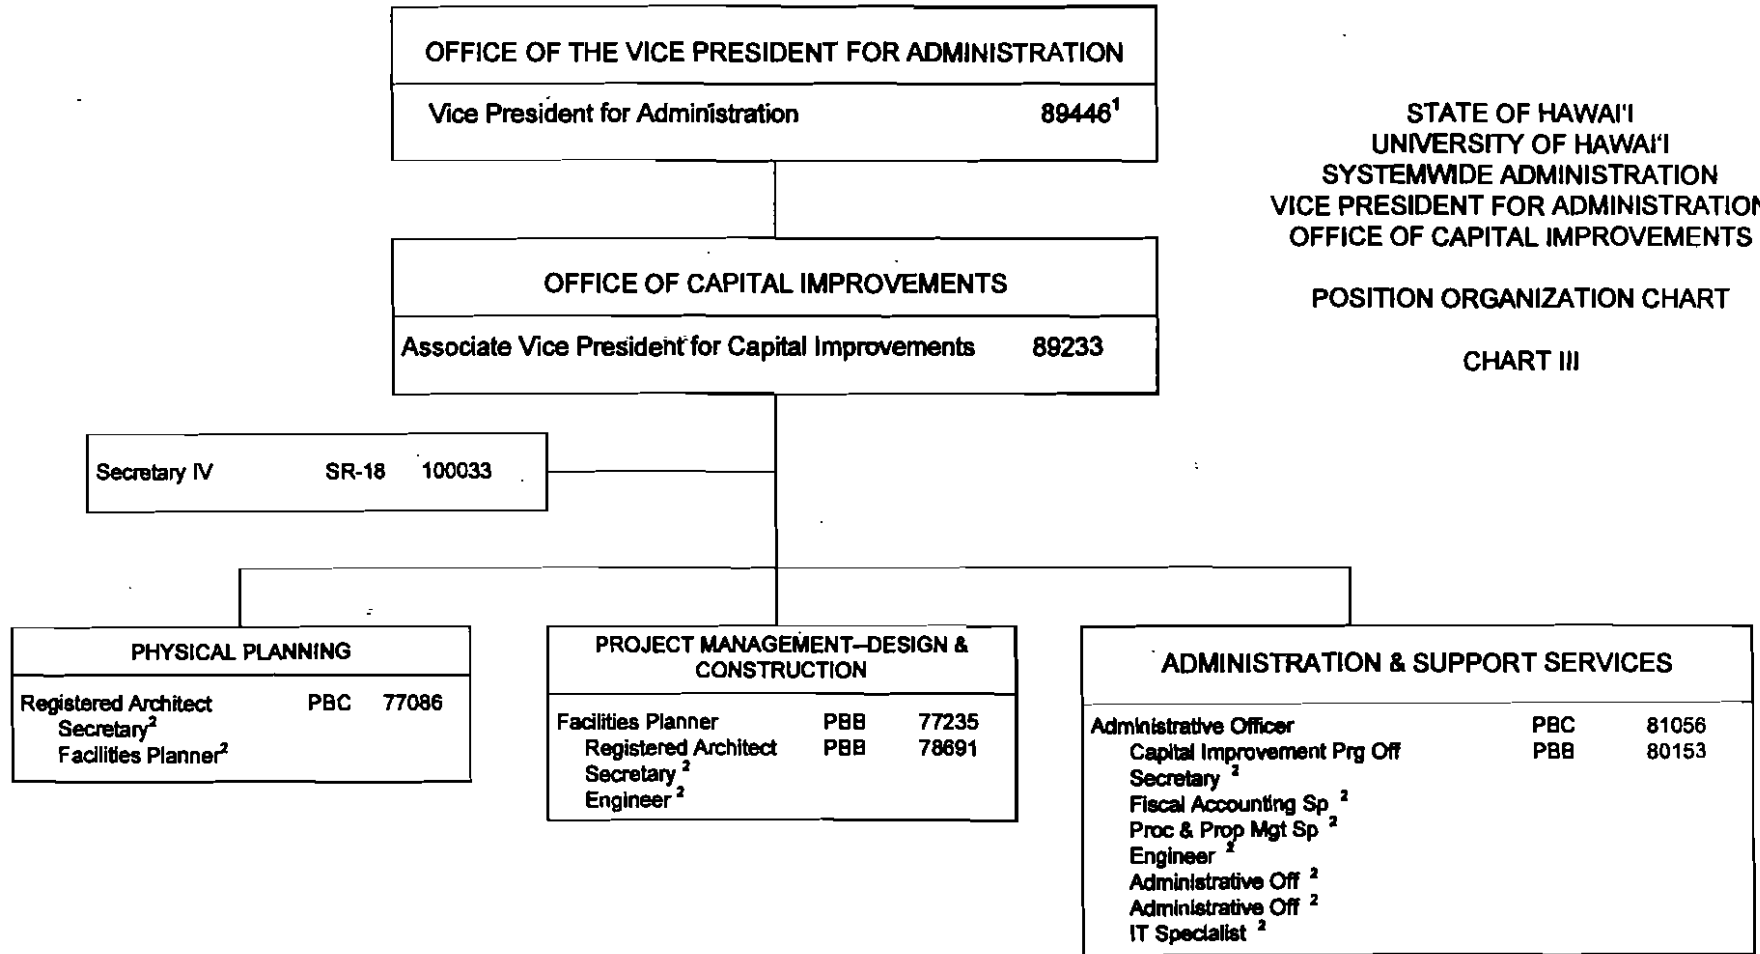 OFFICE OF THE VICE PRESIDENT FOR ADMINISTRATION
Vice President for Administration 89446¹
STATE OF HAWAI'I
UNIVERSITY OF HAWAI'I
SYSTEMWIDE ADMINISTRATION
VICE PRESIDENT FOR ADMINISTRATION
OFFICE OF CAPITAL IMPROVEMENTS
POSITION ORGANIZATION CHART
CHART III
OFFICE OF CAPITAL IMPROVEMENTS
Associate Vice President for Capital Improvements 89233
Secretary IV SR-18 100033
PHYSICAL PLANNING
Registered Architect PBC 77086
Secretary²
Facilities Planner²
PROJECT MANAGEMENT--DESIGN &
CONSTRUCTION
Facilities Planner PBB 77235
Registered Architect PBB 78691
Secretary ²
Engineer ²
ADMINISTRATION & SUPPORT SERVICES
Administrative Officer PBC 81056
Capital Improvement Prg Off PBB 80153
Secretary ²
Fiscal Accounting Sp ²
Proc & Prop Mgt Sp ²
Engineer ²
Administrative Off ²
Administrative Off ²
IT Specialist ²